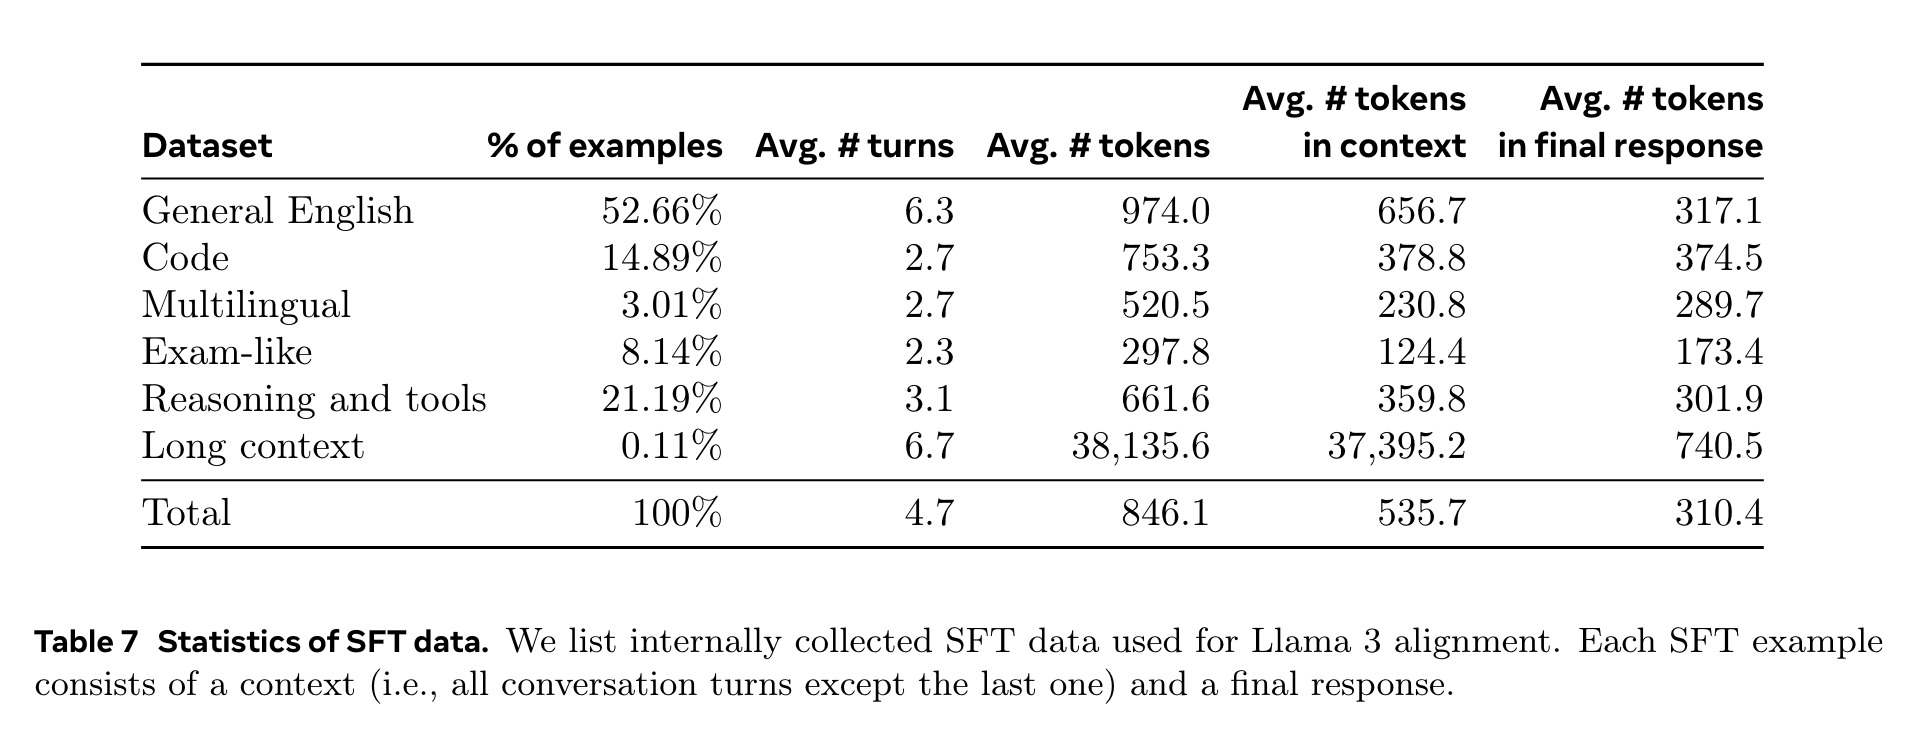 Avg. # tokens Avg. # tokens
Dataset % of examples Avg. # turns Avg. # tokens in context in final response
General English 52.66% 6.3 974.0 656.7 317.1
Code 14.89% 2.7 753.3 378.8 374.5
Multilingual 3.01% 2.7 520.5 230.8 289.7
Exam-like 8.14% 2.3 297.8 124.4 173.4
Reasoning and tools 21.19% 3.1 661.6 359.8 301.9
Long context 0.11% 6.7 38,135.6 37,395.2 740.5
Total 100% 4.7 846.1 535.7 310.4
Table 7 Statistics of SFT data. We list internally collected SFT data used for Llama 3 alignment. Each SFT example
consists of a context (i.e., all conversation turns except the last one) and a final response.